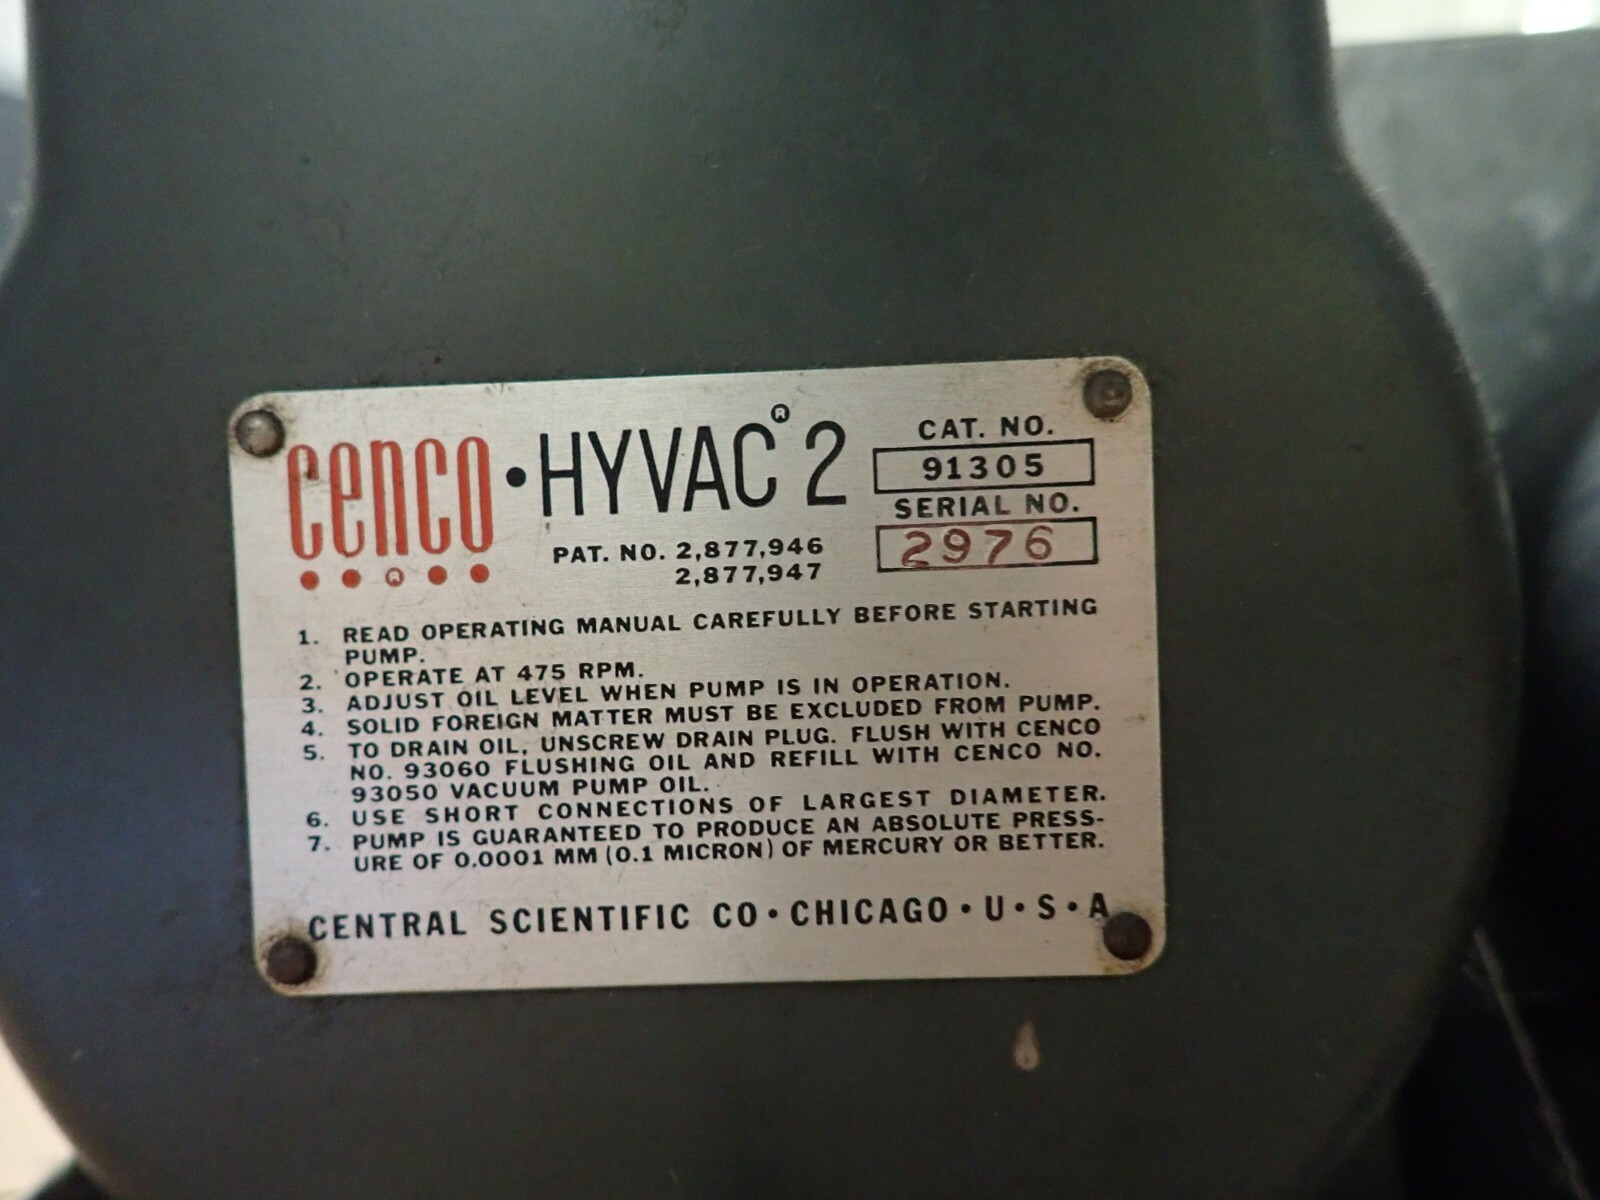 cenco • HYVAC® 2
CAT. NO.
91305
SERIAL NO.
2976
PAT. NO. 2,877,946
2,877,947
®
1. READ OPERATING MANUAL CAREFULLY BEFORE STARTING
PUMP.
2. OPERATE AT 475 RPM.
3. ADJUST OIL LEVEL WHEN PUMP IS IN OPERATION.
4. SOLID FOREIGN MATTER MUST BE EXCLUDED FROM PUMP.
5. TO DRAIN OIL, UNSCREW DRAIN PLUG. FLUSH WITH CENCO
NO. 93060 FLUSHING OIL AND REFILL WITH CENCO NO.
93050 VACUUM PUMP OIL.
6. USE SHORT CONNECTIONS OF LARGEST DIAMETER.
7. PUMP IS GUARANTEED TO PRODUCE AN ABSOLUTE PRESS-
URE OF 0.0001 MM (0.1 MICRON) OF MERCURY OR BETTER.
CENTRAL SCIENTIFIC CO • CHICAGO • U • S • A